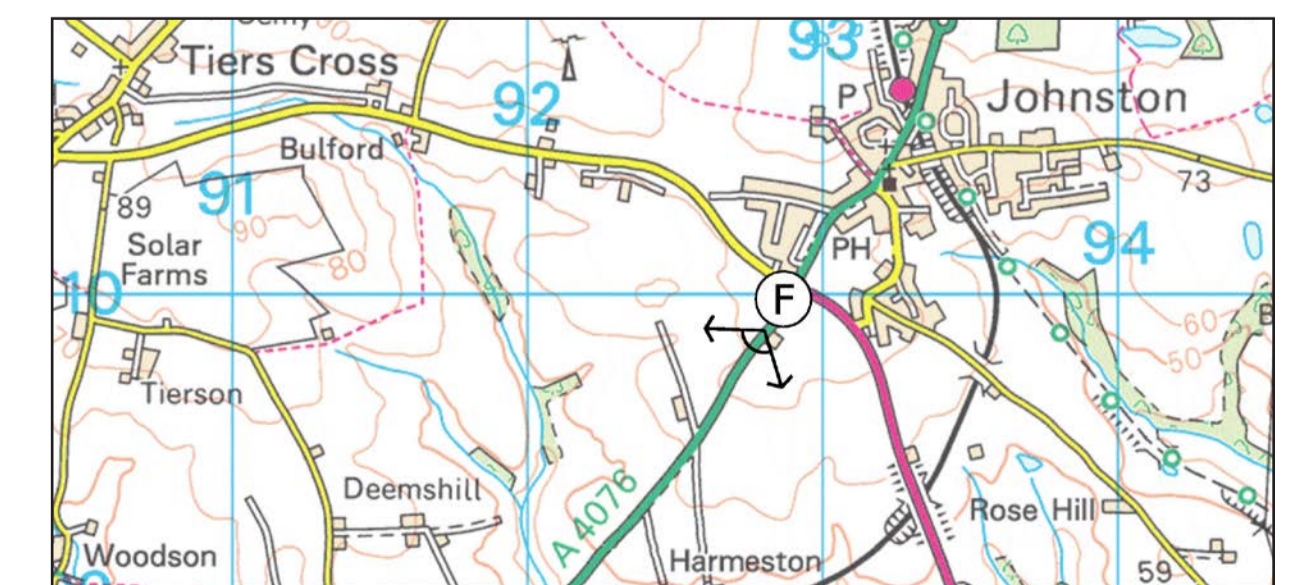 93
Tiers Cross
P
Johnston
92
Bulford
73
91
89
90
94
Solar
Farms
80
PH
10
F
60
50
B
Tierson
Deemshill
A 4076
Rose Hill
Woodson
Harmeston
59